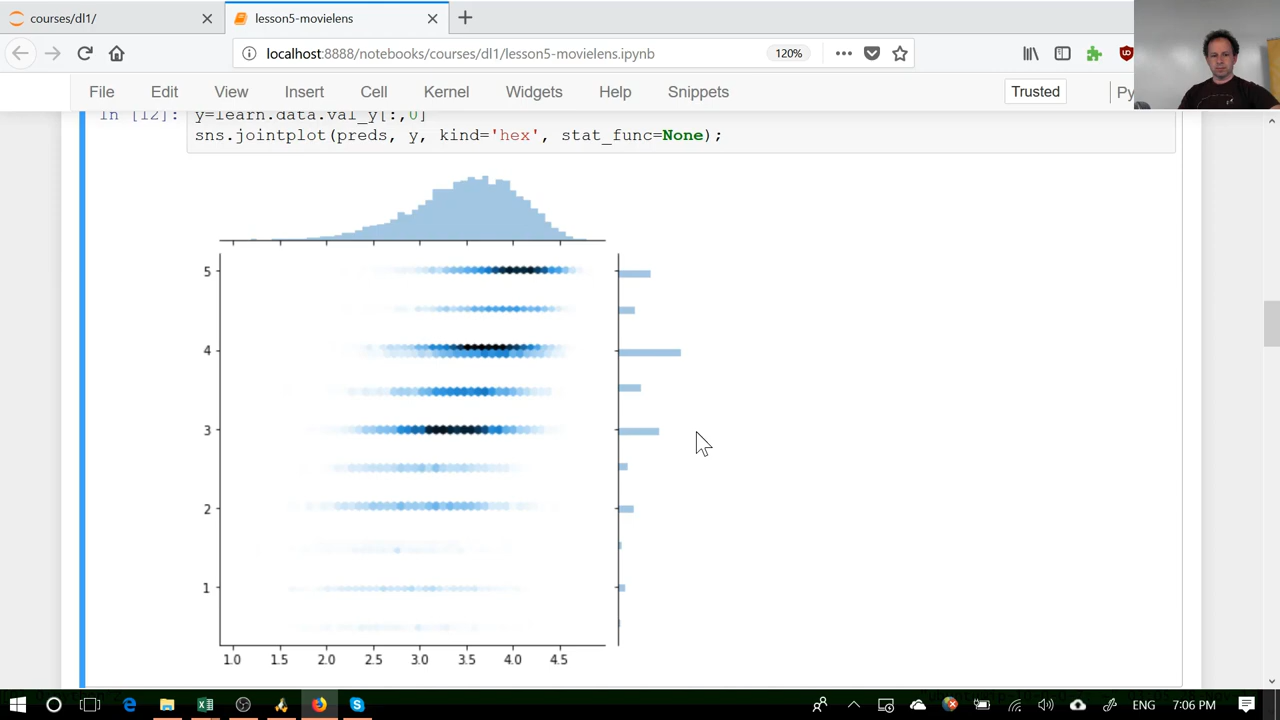 courses/dl1/
lesson5-movielens
localhost:8888/notebooks/courses/dl1/lesson5-movielens.ipynb
120%
File Edit View Insert Cell Kernel Widgets Help Snippets
Trusted
Py
In [12]: y=learn.data.val_y[:,0]
sns.jointplot(preds, y, kind='hex', stat_func=None);
5
4
3
2
1
1.0 1.5 2.0 2.5 3.0 3.5 4.0 4.5
ENG 7:06 PM